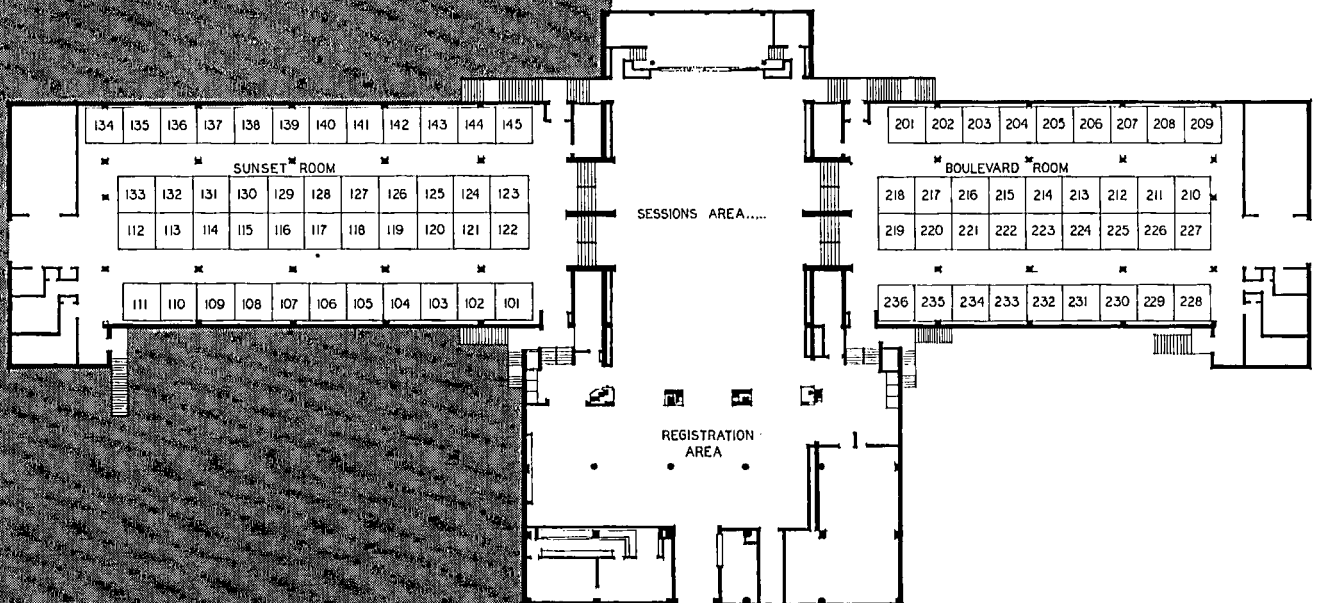 134 135 136 137 138 139 140 141 142 143 144 145
SUNSET ROOM
133 132 131 130 129 128 127 126 125 124 123
112 113 114 115 116 117 118 119 120 121 122
111 110 109 108 107 106 105 104 103 102 101
SESSIONS AREA.....
REGISTRATION
AREA
201 202 203 204 205 206 207 208 209
BOULEVARD ROOM
218 217 216 215 214 213 212 211 210
219 220 221 222 223 224 225 226 227
236 235 234 233 232 231 230 229 228